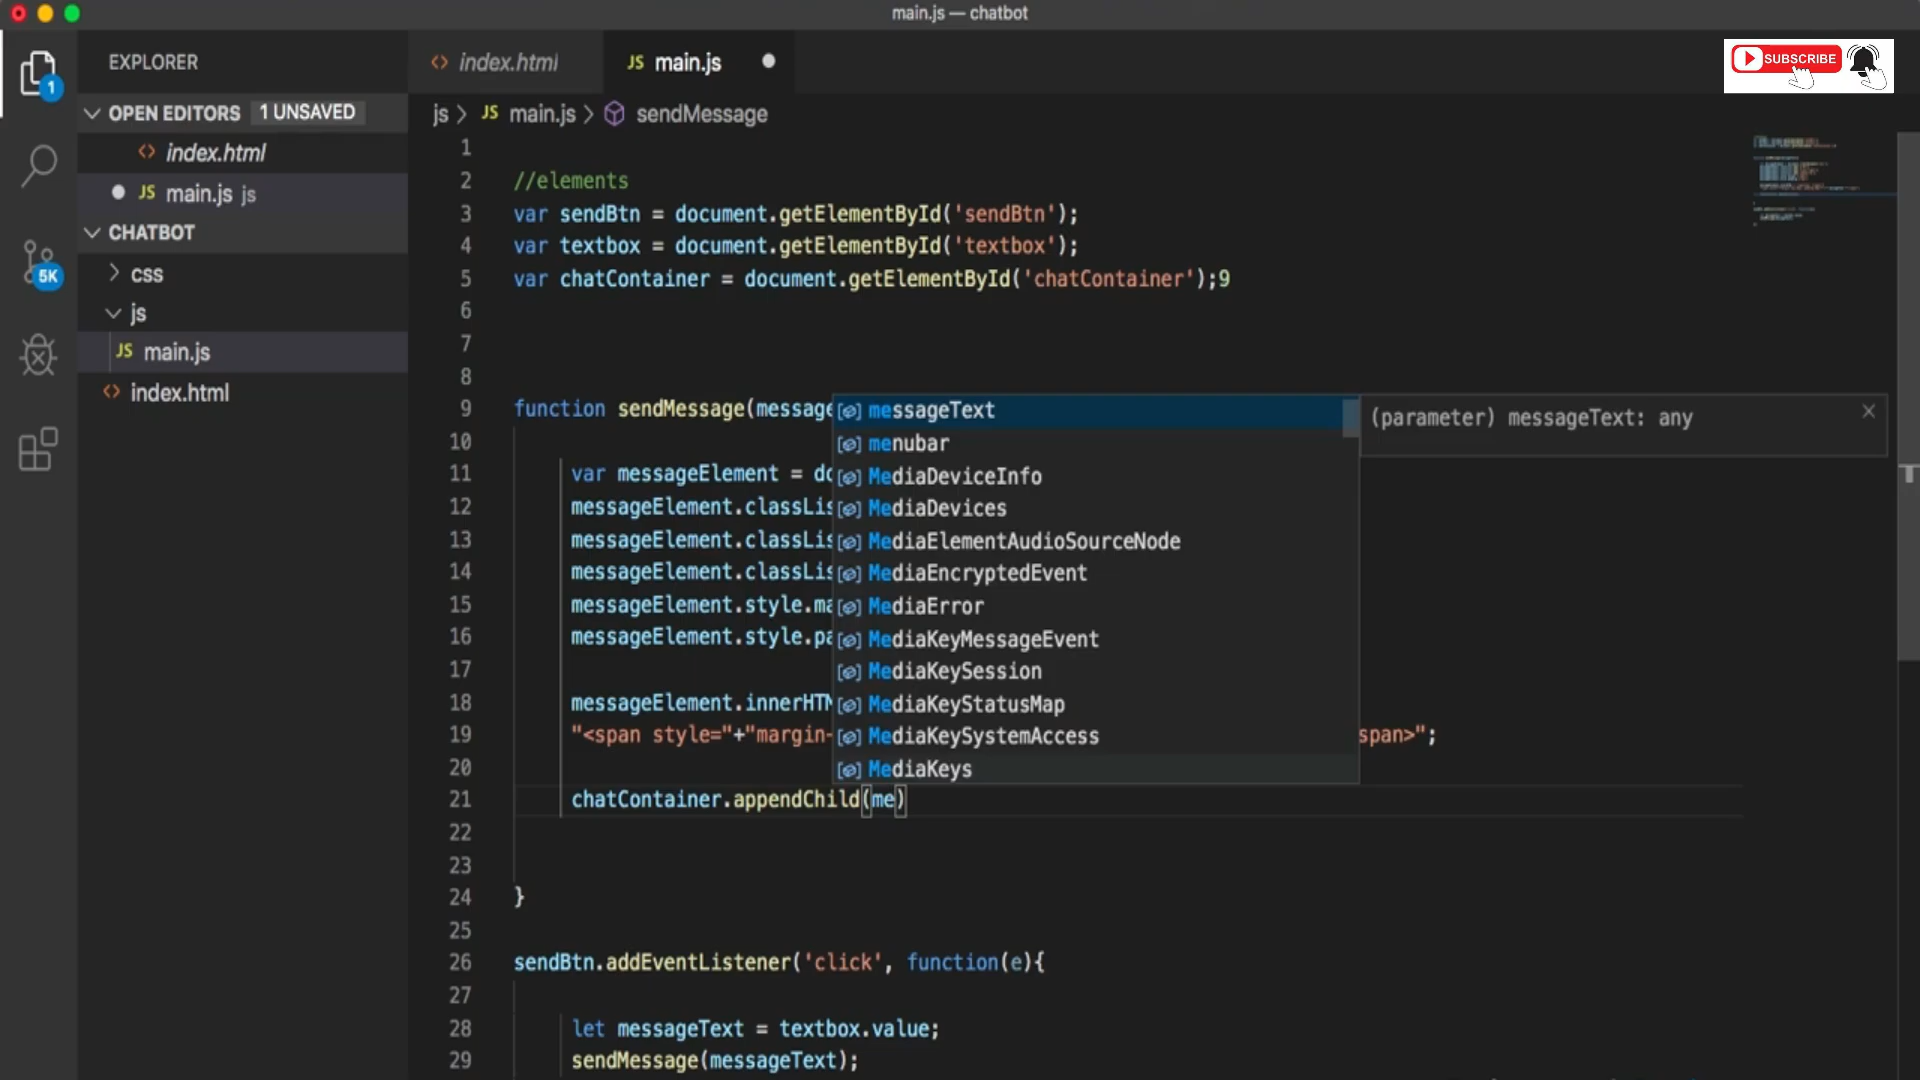 main.js — chatbot
EXPLORER
OPEN EDITORS 1 UNSAVED
index.html
main.js js
CHATBOT
css
js
JS main.js
index.html
1
5K
index.html
JS main.js
SUBSCRIBE
js > JS main.js > sendMessage
1
2 //elements
3 var sendBtn = document.getElementById('sendBtn');
4 var textbox = document.getElementById('textbox');
5 var chatContainer = document.getElementById('chatContainer');9
6
7
8
9 function sendMessage(message
10
11 var messageElement = do
12 messageElement.classLis
13 messageElement.classLis
14 messageElement.classLis
15 messageElement.style.ma
16 messageElement.style.pa
17
18 messageElement.innerHTM
19 "<span style="+"margin- span>";
20
21 chatContainer.appendChild(me)
22
23
24 }
25
26 sendBtn.addEventListener('click', function(e){
27
28 let messageText = textbox.value;
29 sendMessage(messageText);
messageText
menubar
MediaDeviceInfo
MediaDevices
MediaElementAudioSourceNode
MediaEncryptedEvent
MediaError
MediaKeyMessageEvent
MediaKeySession
MediaKeyStatusMap
MediaKeySystemAccess
MediaKeys
(parameter) messageText: any